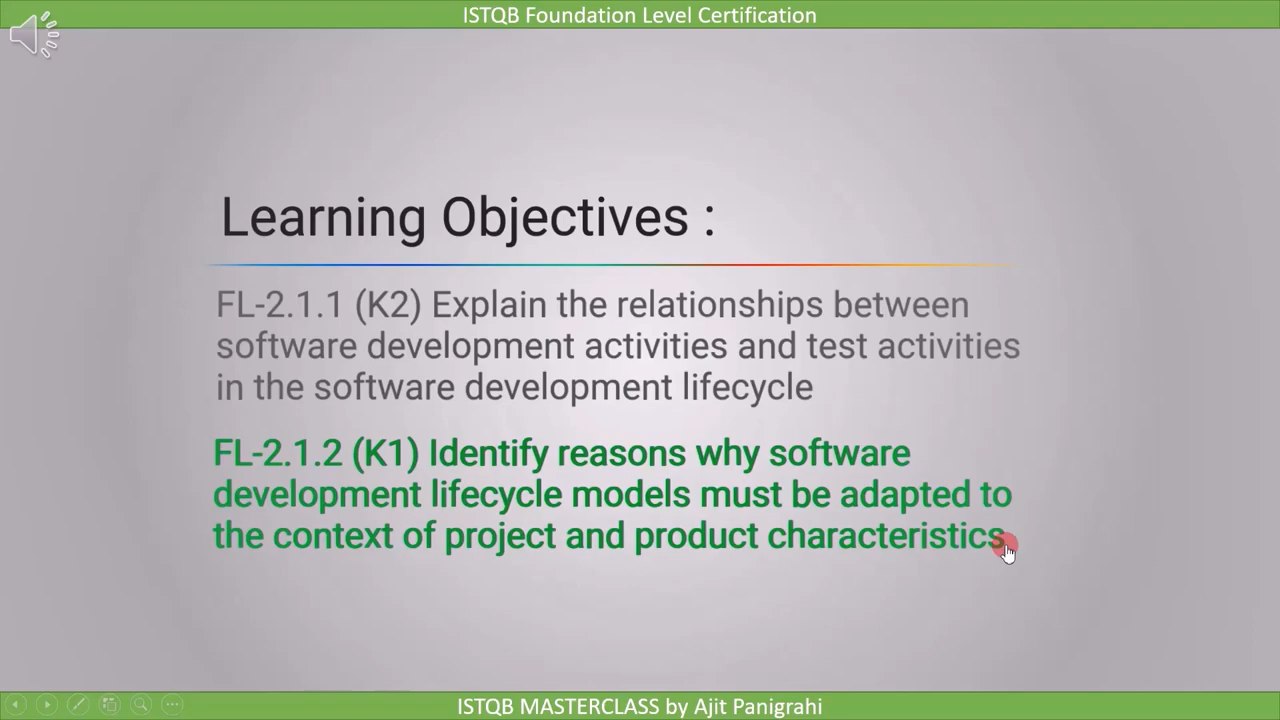 ISTQB Foundation Level Certification
Learning Objectives :
FL-2.1.1 (K2) Explain the relationships between
software development activities and test activities
in the software development lifecycle
FL-2.1.2 (K1) Identify reasons why software
development lifecycle models must be adapted to
the context of project and product characteristics
ISTQB MASTERCLASS by Ajit Panigrahi